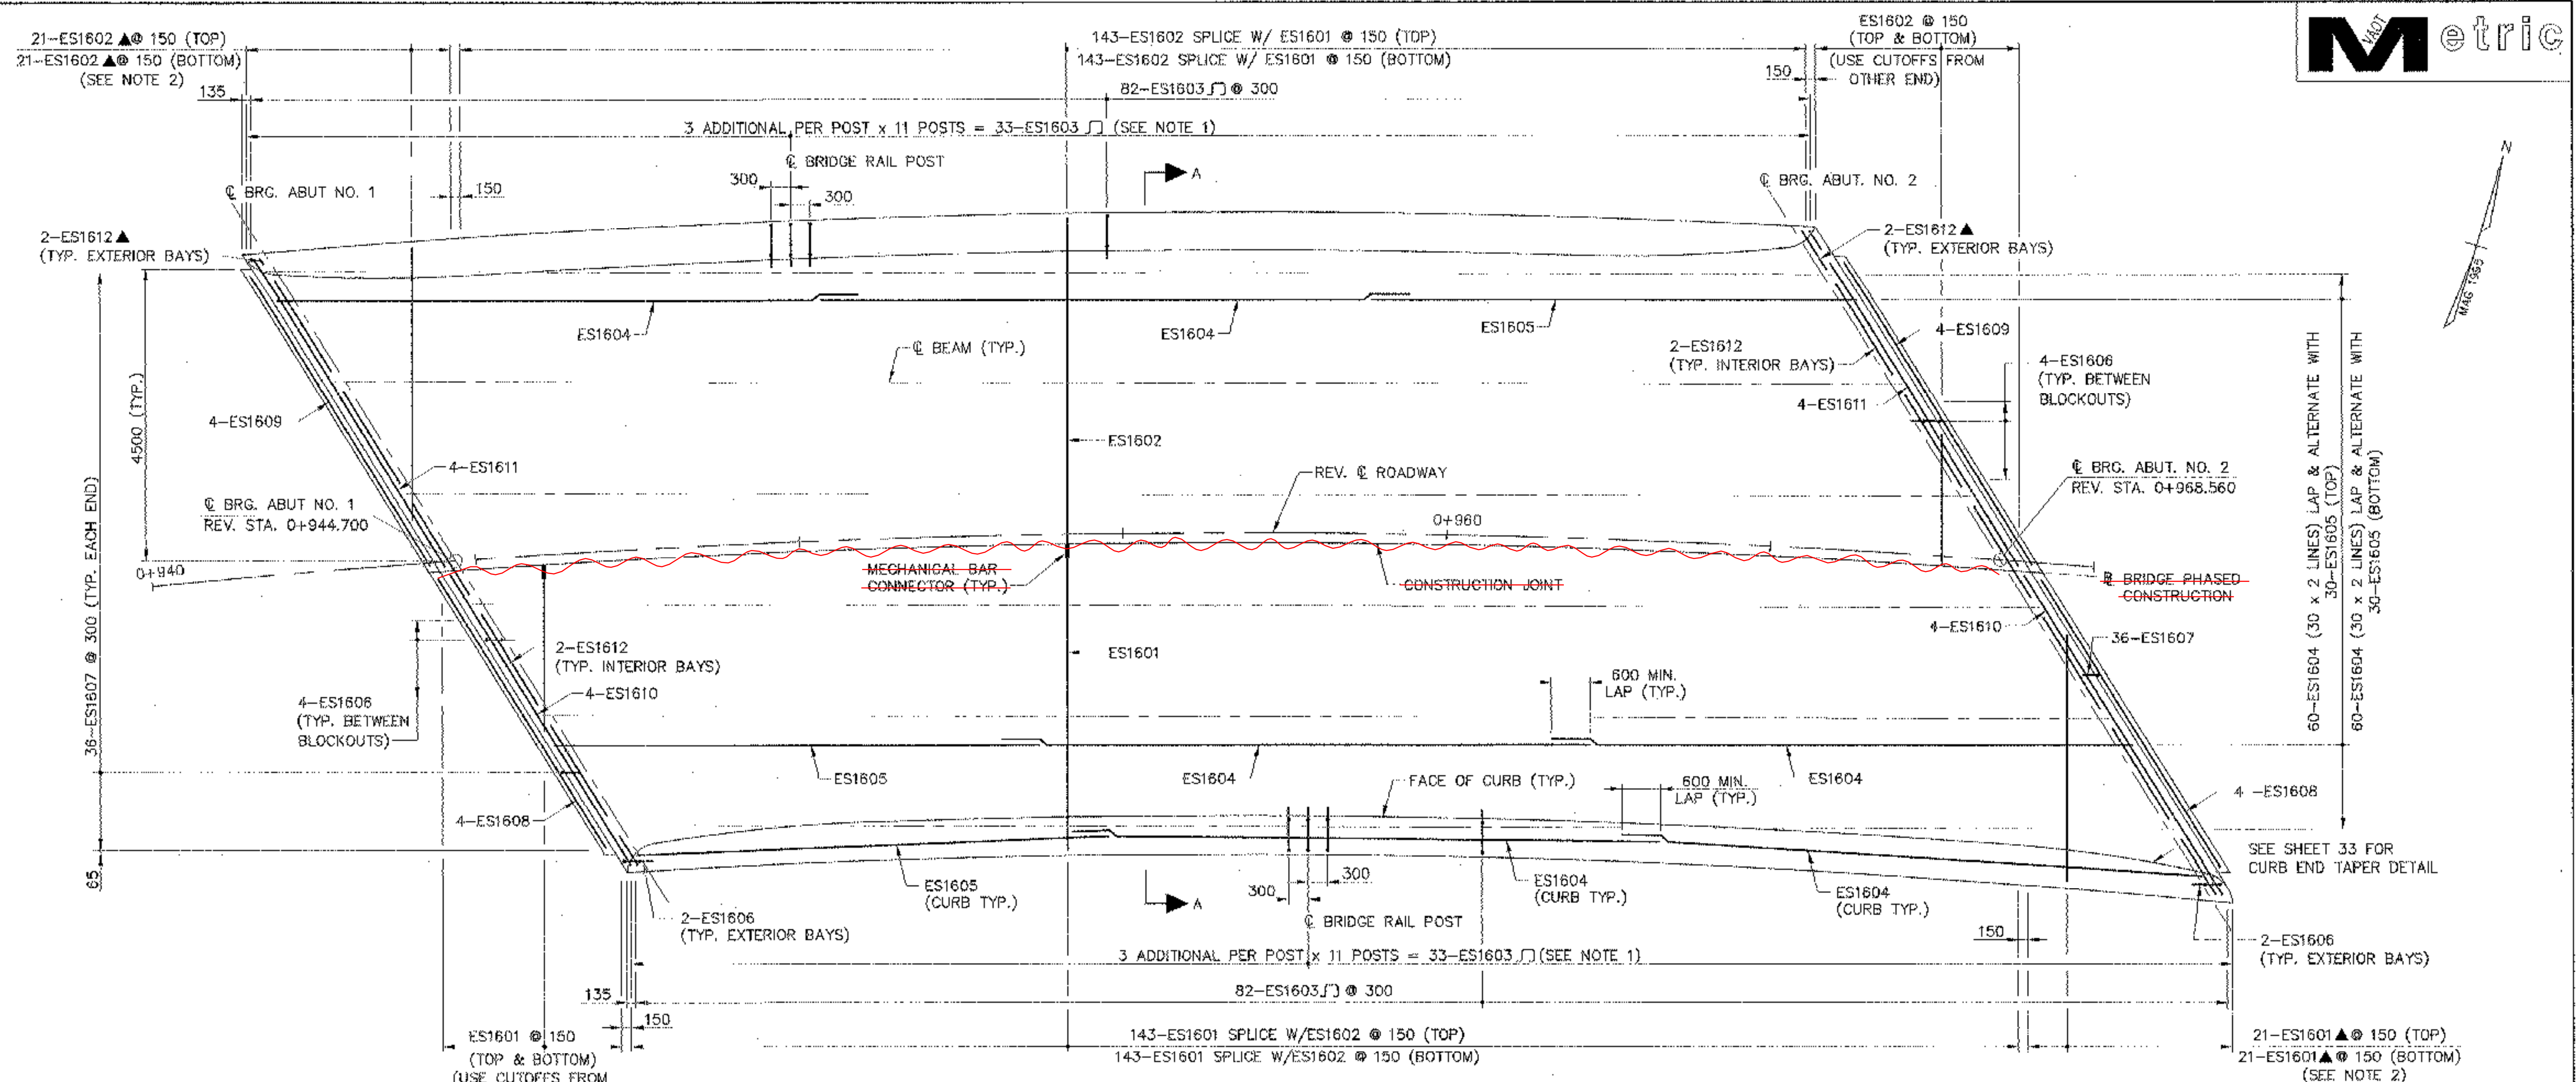 21-ES1602 ▲@ 150 (TOP)
21-ES1602 ▲@ 150 (BOTTOM)
(SEE NOTE 2)
143-ES1602 SPLICE W/ ES1601 @ 150 (TOP)
143-ES1602 SPLICE W/ ES1601 @ 150 (BOTTOM)
ES1602 @ 150
(TOP & BOTTOM)
(USE CUTOFFS FROM
OTHER END)
M VAOT etric
135
150
82-ES1603 @ 300
3 ADDITIONAL PER POST x 11 POSTS = 33-ES1603 (SEE NOTE 1)
℄ BRIDGE RAIL POST
300
300
A
N
MAG 1995
℄ BRG. ABUT NO. 1
150
℄ BRG. ABUT. NO. 2
2-ES1612▲
(TYP. EXTERIOR BAYS)
2-ES1612▲
(TYP. EXTERIOR BAYS)
ES1604
ES1604
ES1605
4-ES1609
℄ BEAM (TYP.)
2-ES1612
(TYP. INTERIOR BAYS)
4-ES1606
(TYP. BETWEEN
BLOCKOUTS)
4500 (TYP.)
4-ES1609
4-ES1611
ES1602
4-ES1611
REV. ℄ ROADWAY
℄ BRG. ABUT. NO. 2
REV. STA. 0+968.560
℄ BRG. ABUT NO. 1
REV. STA. 0+944.700
0+960
0+940
MECHANICAL BAR
CONNECTOR (TYP.)
CONSTRUCTION JOINT
BRIDGE PHASED
CONSTRUCTION
36-ES1607 @ 300 (TYP. EACH END)
60-ES1604 (30 x 2 LINES) LAP & ALTERNATE WITH
30-ES1605 (TOP)
60-ES1604 (30 x 2 LINES) LAP & ALTERNATE WITH
30-ES1605 (BOTTOM)
4-ES1610
36-ES1607
2-ES1612
(TYP. INTERIOR BAYS)
ES1601
4-ES1610
600 MIN.
LAP (TYP.)
4-ES1606
(TYP. BETWEEN
BLOCKOUTS)
ES1605
ES1604
FACE OF CURB (TYP.)
600 MIN.
LAP (TYP.)
ES1604
4-ES1608
4 -ES1608
SEE SHEET 33 FOR
CURB END TAPER DETAIL
65
ES1605
(CURB TYP.)
300
300
ES1604
(CURB TYP.)
ES1604
(CURB TYP.)
A
2-ES1606
(TYP. EXTERIOR BAYS)
℄ BRIDGE RAIL POST
150
2-ES1606
(TYP. EXTERIOR BAYS)
3 ADDITIONAL PER POST x 11 POSTS = 33-ES1603 (SEE NOTE 1)
135
82-ES1603 @ 300
150
ES1601 @ 150
(TOP & BOTTOM)
(USE CUTOFFS FROM
143-ES1601 SPLICE W/ES1602 @ 150 (TOP)
143-ES1601 SPLICE W/ES1602 @ 150 (BOTTOM)
21-ES1601▲@ 150 (TOP)
21-ES1601▲@ 150 (BOTTOM)
(SEE NOTE 2)